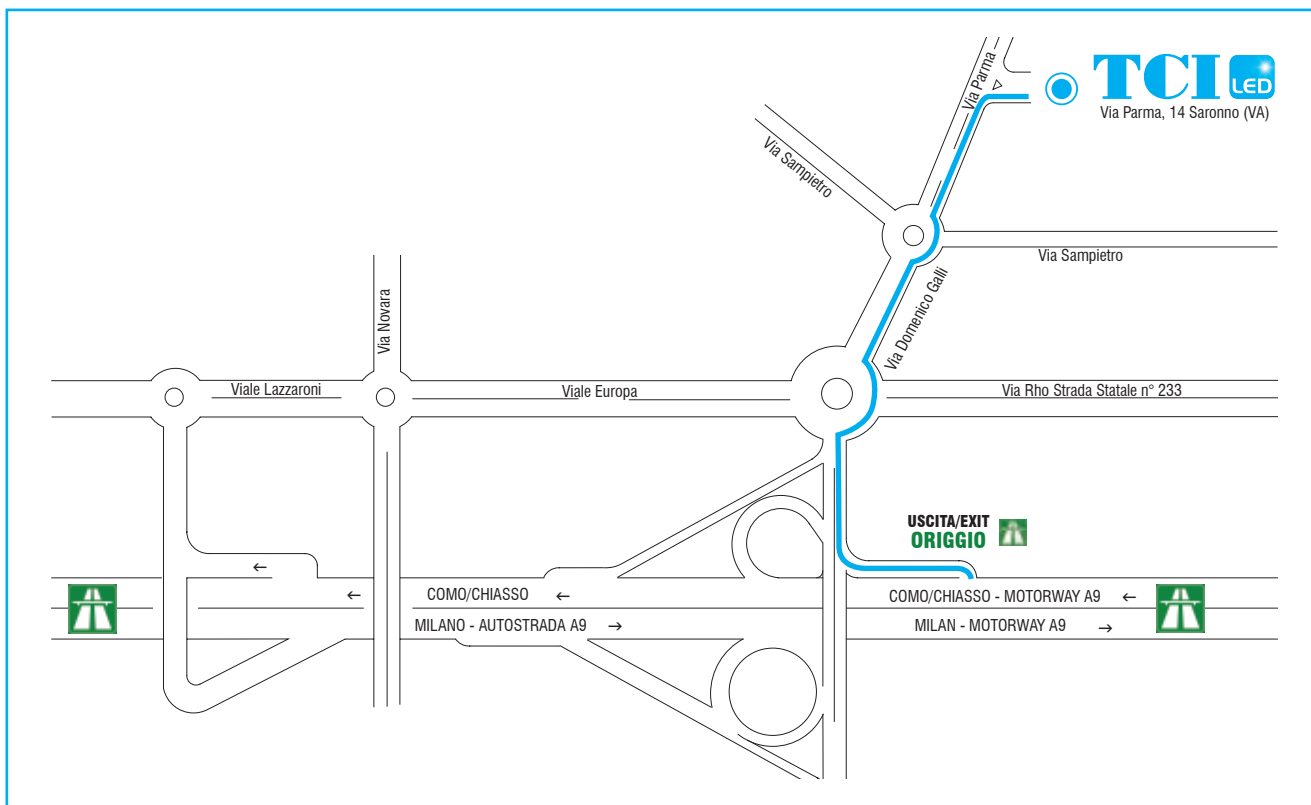 TCI
LED
Via Parma, 14 Saronno (VA)
Via Parma
Via Sampietro
Via Sampietro
Via Domenico Galli
Via Novara
Viale Lazzaroni
Viale Europa
Via Rho Strada Statale n° 233
USCITA/EXIT
ORIGGIO
←
← COMO/CHIASSO ←
COMO/CHIASSO - MOTORWAY A9 ←
MILANO - AUTOSTRADA A9 →
MILAN - MOTORWAY A9 →